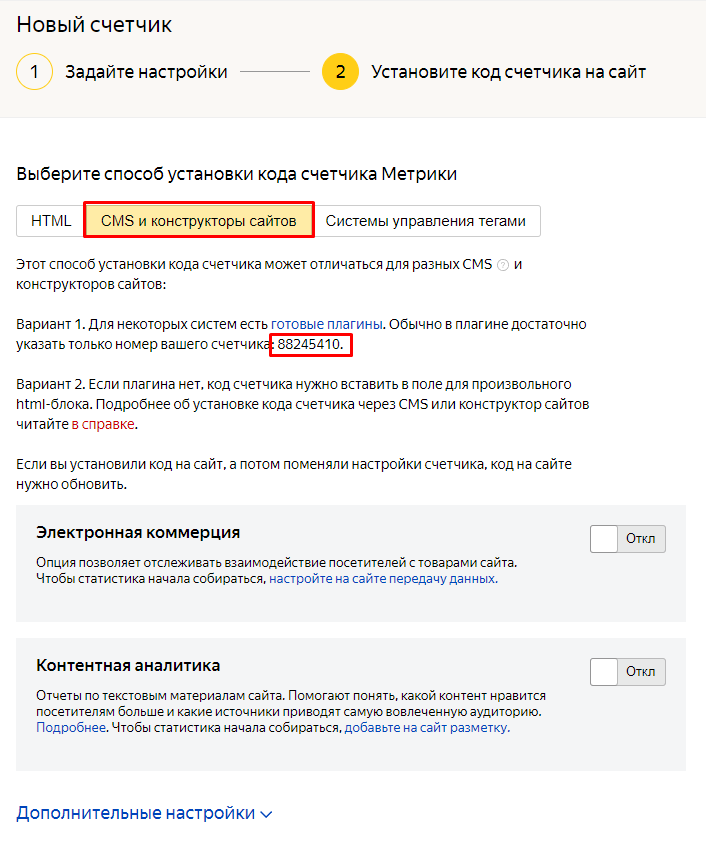 Новый счетчик
1 Задайте настройки 2 Установите код счетчика на сайт
Выберите способ установки кода счетчика Метрики
HTML CMS и конструкторы сайтов Системы управления тегами
Этот способ установки кода счетчика может отличаться для разных CMS ? и
конструкторов сайтов:
Вариант 1. Для некоторых систем есть готовые плагины. Обычно в плагине достаточно
указать только номер вашего счетчика: 88245410.
Вариант 2. Если плагина нет, код счетчика нужно вставить в поле для произвольного
html-блока. Подробнее об установке кода счетчика через CMS или конструктор сайтов
читайте в справке.
Если вы установили код на сайт, а потом поменяли настройки счетчика, код на сайте
нужно обновить.
Электронная коммерция
Откл
Опция позволяет отслеживать взаимодействие посетителей с товарами сайта.
Чтобы статистика начала собираться, настройте на сайте передачу данных.
Контентная аналитика
Откл
Отчеты по текстовым материалам сайта. Помогают понять, какой контент нравится
посетителям больше и какие источники приводят самую вовлеченную аудиторию.
Подробнее. Чтобы статистика начала собираться, добавьте на сайт разметку.
Дополнительные настройки